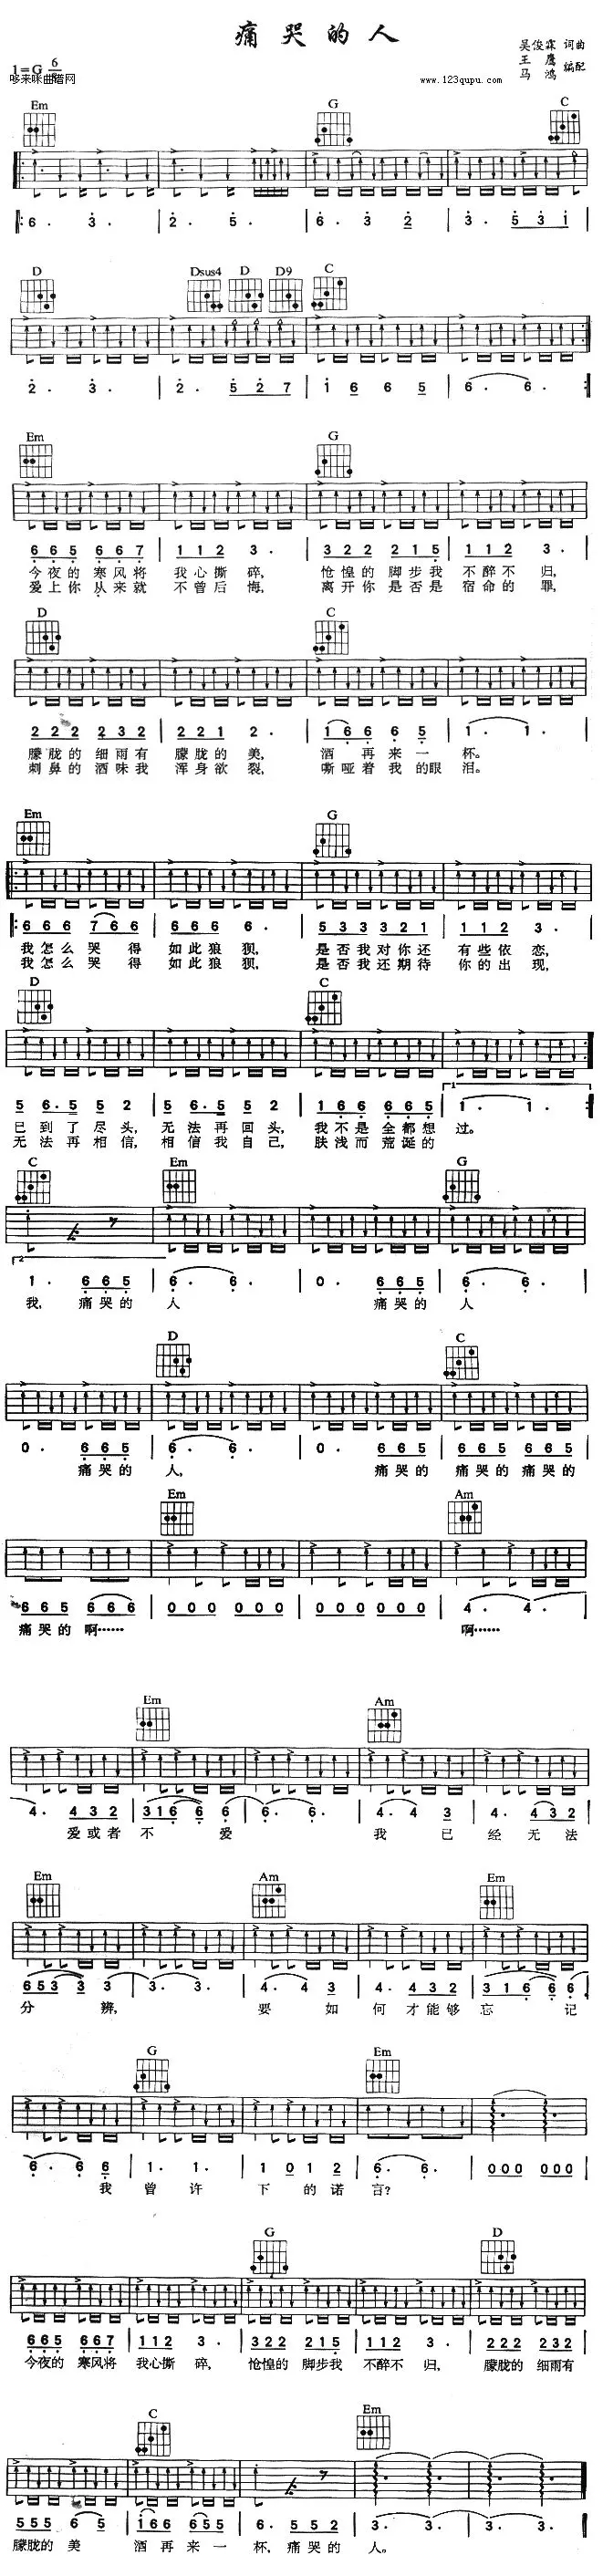 痛哭的人
吴俊霖 词曲
王鹰
马鸿 编配
1=G 6/8
哆来咪曲谱网
www.123qupu.com
Em G C
6. 3. | 2. 5. | 6. 3 2 | 3. 5 3 1
D Dsus4 D D9 C
2. 3. | 2. 5 2 7 | 1 6 6 5 | 6. 6.
Em G
6 6 5 6 6 7 | 1 1 2 3. | 3 2 2 2 1 5 | 1 1 2 3.
今夜的寒风将 我心撕碎, 怆惶的脚步我 不醉不归,
爱上你从来就 不曾后悔, 离开你是否是 宿命的罪,
D C
2 2 2 2 3 2 | 2 2 1 2. | 1 6 6 6 5 | 1. 1.
朦胧的细雨有 朦胧的美, 酒再来一杯。
刺鼻的酒味我 浑身欲裂, 嘶哑着我的眼泪。
Em G
6 6 6 7 6 6 | 6 6 6 6. | 5 3 3 3 2 1 | 1 1 2 3.
我怎么哭得 如此狼狈, 是否我对你还 有些依恋,
我怎么哭得 如此狼狈, 是否我还期待 你的出现,
D C
5 6. 5 5 2 | 5 6. 5 5 2 | 1 6 6 6 6 5 | 1. 1.
已到了尽头, 无法再回头, 我不是全都想过。
无法再相信, 相信我自己, 肤浅而荒诞的
C Em G
1. 6 6 5 | 6. 6. | 0. 6 6 5 | 6. 6.
我, 痛哭的人 痛哭的人
D C
0. 6 6 5 | 6. 6. | 0. 6 6 5 | 6 6 5 6 6 5
痛哭的人, 痛哭的 痛哭的 痛哭的
Em Am
6 6 5 6 6 6 | 0 0 0 0 0 0 | 0 0 0 0 0 0 | 4. 4.
痛哭的啊…… 啊……
Em Am
4. 4 3 2 | 3 1 6 6 6 | 6. 6. | 4. 4 3 | 4. 4 3 2
爱或者不爱 我已经无法
Em Am Em
6 5 3 3 3 | 3. 3. | 4. 4 3 | 4. 4 3 2 | 3 1 6 6 6
分辨, 要如何才能够忘记
G Em
6. 6 6 | 1. 1. | 1 0 1 2 | 6. 6. | 0 0 0 0 0 0
我曾许下的诺言?
G D
6 6 5 6 6 7 | 1 1 2 3. | 3 2 2 2 1 5 | 1 1 2 3. | 2 2 2 2 3 2
今夜的寒风将 我心撕碎, 怆惶的脚步我 不醉不归, 朦胧的细雨有
C Em
5 5 5 5 6. | 1 6 6 5 5 5 | 6. 5 5 2 | 3. 3. | 3. 3.
朦胧的美 酒再来一杯, 痛哭的人。